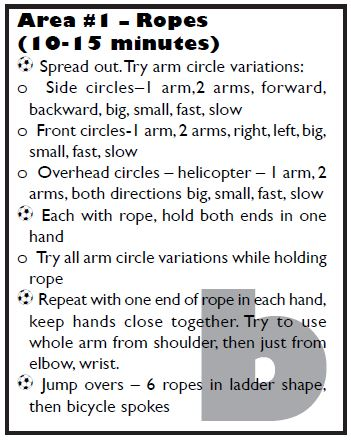 Area #1 – Ropes
(10-15 minutes)
⚽ Spread out. Try arm circle variations:
o Side circles–1 arm,2 arms, forward,
backward, big, small, fast, slow
o Front circles-1 arm, 2 arms, right, left, big,
small, fast, slow
o Overhead circles – helicopter – 1 arm, 2
arms, both directions big, small, fast, slow
⚽ Each with rope, hold both ends in one
hand
o Try all arm circle variations while holding
rope
⚽ Repeat with one end of rope in each hand,
keep hands close together. Try to use
whole arm from shoulder, then just from
elbow, wrist.
⚽ Jump overs – 6 ropes in ladder shape,
then bicycle spokes
b